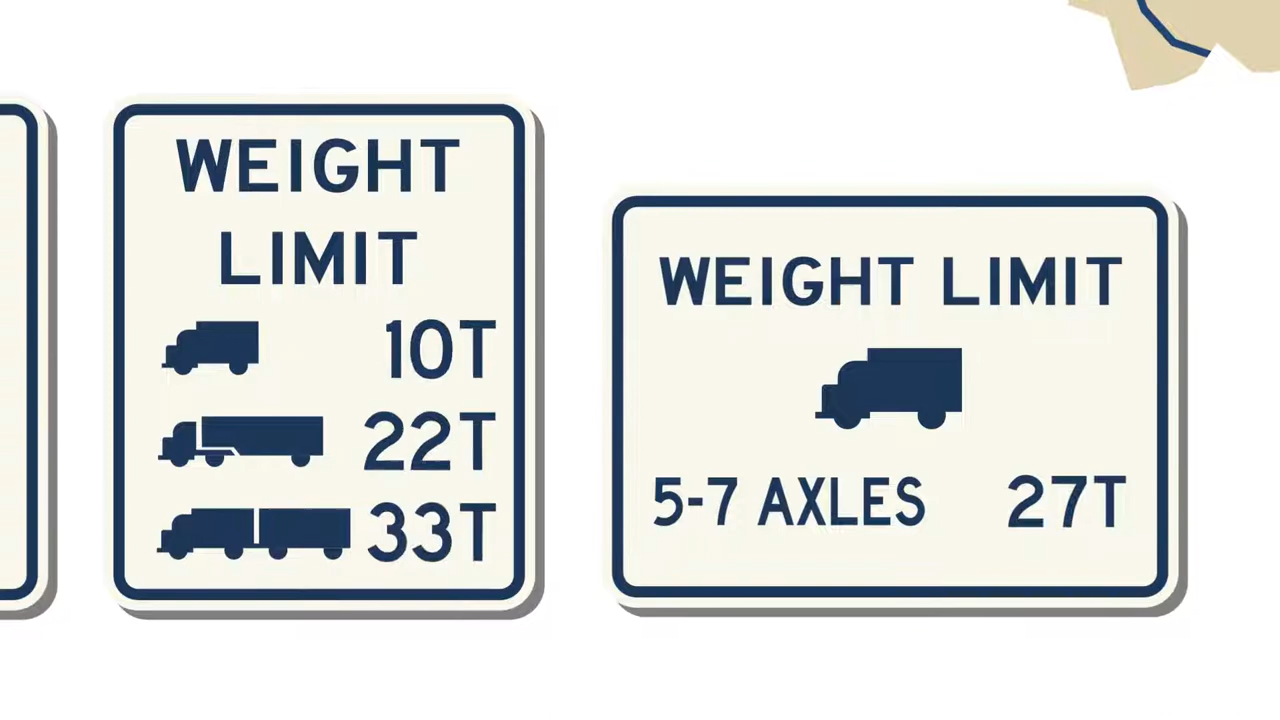 WEIGHT
LIMIT
10T
22T
33T
WEIGHT LIMIT
5-7 AXLES 27T